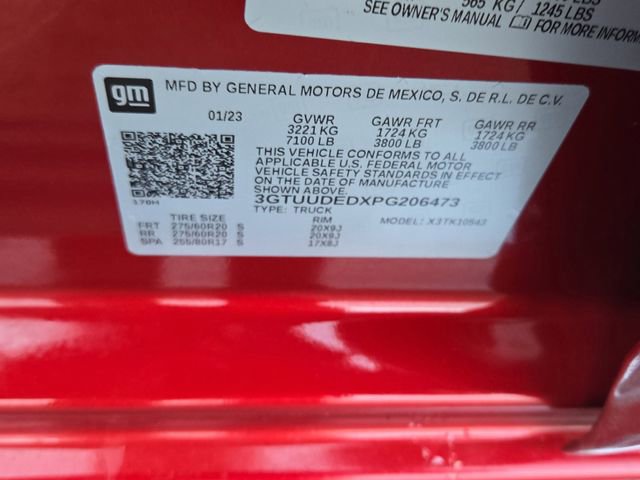 565 KG/ 1245 LBS
SEE OWNER'S MANUAL FOR MORE INFORM
gm
MFD BY GENERAL MOTORS DE MEXICO, S. DE R.L. DE C.V.
01/23 GVWR GAWR FRT GAWR RR
3221 KG 1724 KG 1724 KG
7100 LB 3800 LB 3800 LB
THIS VEHICLE CONFORMS TO ALL
APPLICABLE U.S. FEDERAL MOTOR
VEHICLE SAFETY STANDARDS IN EFFECT
ON THE DATE OF MANUFACTURE
SHOWN ABOVE.
3GTUUDEDXPG206473
TYPE: TRUCK MODEL: X3TK10543
TIRE SIZE RIM
FRT 275/60R20 S 20X9J
RR 275/60R20 S 20X9J
SPA 255/80R17 S 17X8J